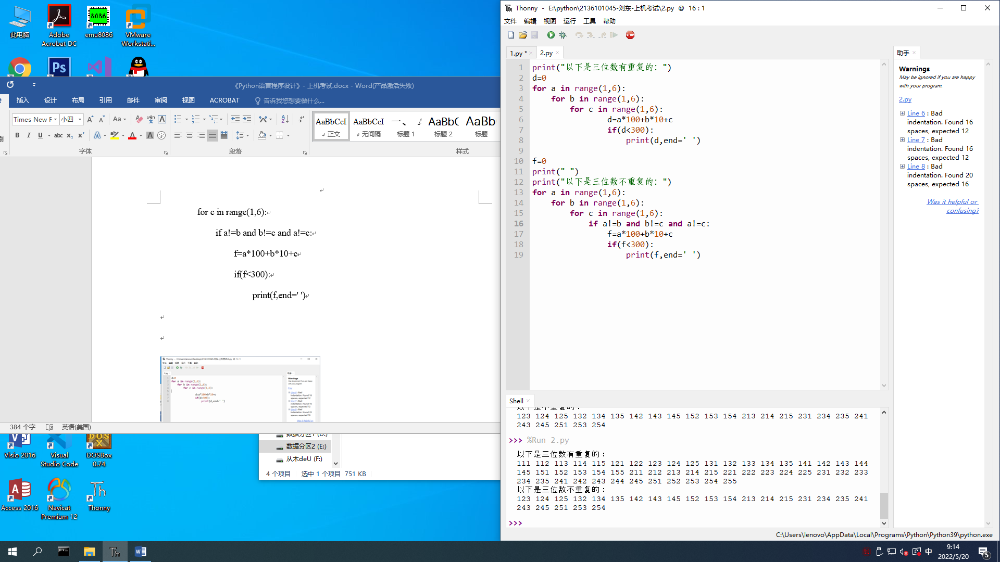 此电脑
Adobe Acrobat DC
emu8086
VMware Workstati...
《Python语言程序设计》- 上机考试.docx - Word(产品激活失败)
插入 设计 布局 引用 邮件 审阅 视图 ACROBAT 告诉我您想要做什么...
Times New R 小四
AaBbCcI AaBbCcI AaBbC AaBb
正文 无间隔 标题 1 标题 2 标题
字体 段落 样式
for c in range(1,6):
if a!=b and b!=c and a!=c:
f=a*100+b*10+c
if(f<300):
print(f,end=' ')
384 个字 英语(美国)
Visio 2016
Visual Studio Code
DOSBox 0.74
Access 2016
Navicat Premium 12
Thonny
数据分区1 (D:)
数据分区2 (E:)
从木deU (F:)
4 个项目 选中 1 个项目 751 KB
Thonny - E:\python\2136101045-刘东-上机考试\2.py @ 16 : 1
文件 编辑 视图 运行 工具 帮助
1.py * 2.py
1 print("以下是三位数有重复的: ")
2 d=0
3 for a in range(1,6):
4 for b in range(1,6):
5 for c in range(1,6):
6 d=a*100+b*10+c
7 if(d<300):
8 print(d,end=' ')
9
10 f=0
11 print(" ")
12 print("以下是三位数不重复的: ")
13 for a in range(1,6):
14 for b in range(1,6):
15 for c in range(1,6):
16 if a!=b and b!=c and a!=c:
17 f=a*100+b*10+c
18 if(f<300):
19 print(f,end=' ')
助手
Warnings
May be ignored if you are happy
with your program.
2.py
Line 6 : Bad
indentation. Found 16
spaces, expected 12
Line 7 : Bad
indentation. Found 16
spaces, expected 12
Line 8 : Bad
indentation. Found 20
spaces, expected 16
Was it helpful or
confusing?
Shell
以下是不重复的：
123 124 125 132 134 135 142 143 145 152 153 154 213 214 215 231 234 235 241
243 245 251 253 254
>>> %Run 2.py
以下是三位数有重复的：
111 112 113 114 115 121 122 123 124 125 131 132 133 134 135 141 142 143 144
145 151 152 153 154 155 211 212 213 214 215 221 222 223 224 225 231 232 233
234 235 241 242 243 244 245 251 252 253 254 255
以下是三位数不重复的：
123 124 125 132 134 135 142 143 145 152 153 154 213 214 215 231 234 235 241
243 245 251 253 254
>>>
C:\Users\lenovo\AppData\Local\Programs\Python\Python39\python.exe
中
9:14
2022/5/20
5